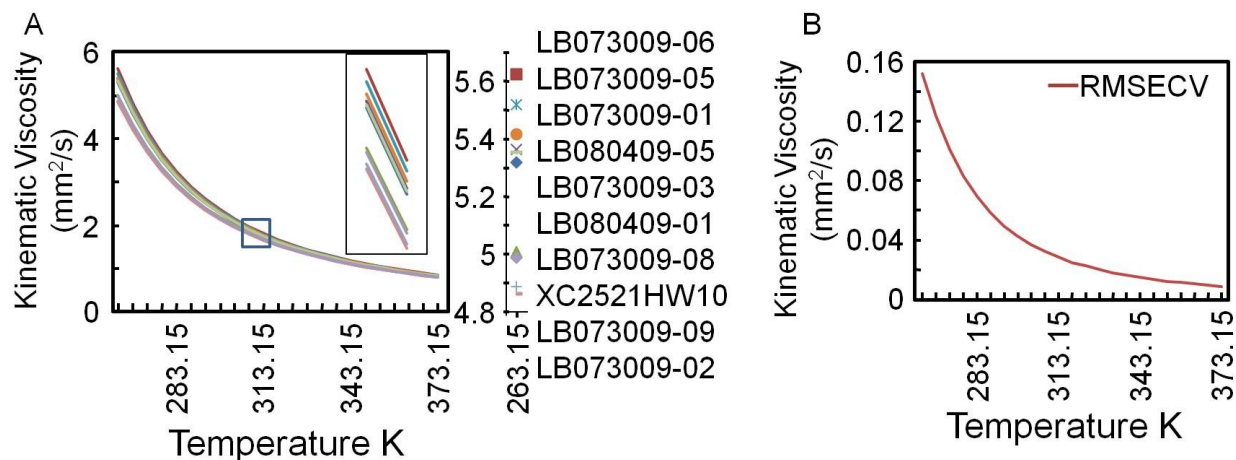 A
Kinematic Viscosity
(mm²/s)
6
4
2
0
283.15
313.15
343.15
373.15
Temperature K
5.6
5.4
5.2
5
4.8
263.15
LB073009-06
LB073009-05
LB073009-01
LB080409-05
LB073009-03
LB080409-01
LB073009-08
XC2521HW10
LB073009-09
LB073009-02
B
Kinematic Viscosity
(mm²/s)
0.16
0.12
0.08
0.04
0
RMSECV
283.15
313.15
343.15
373.15
Temperature K